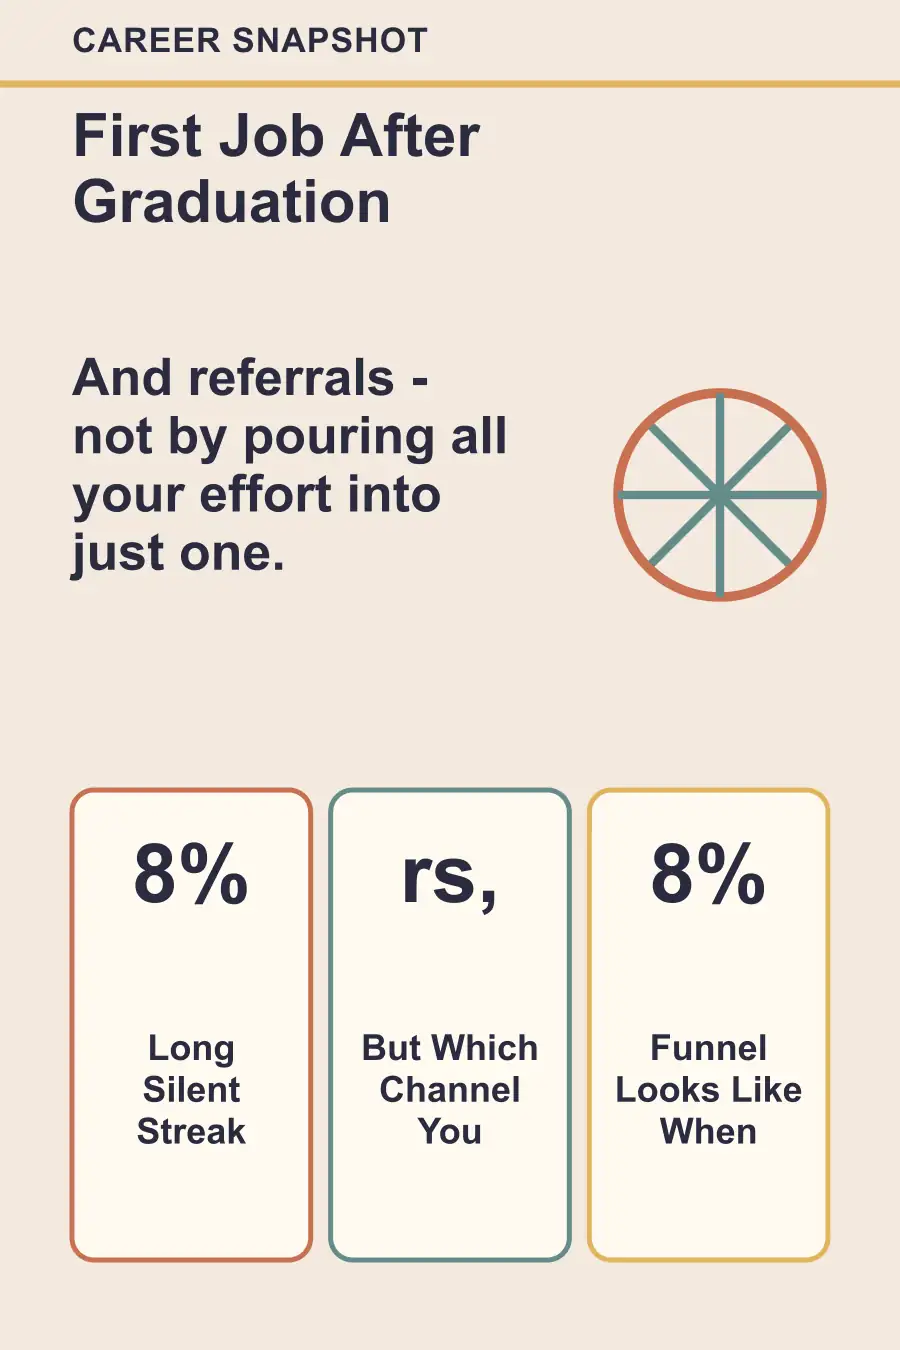 CAREER SNAPSHOT
First Job After
Graduation
And referrals -
not by pouring all
your effort into
just one.
8%
Long
Silent
Streak
rs,
But Which
Channel
You
8%
Funnel
Looks Like
When